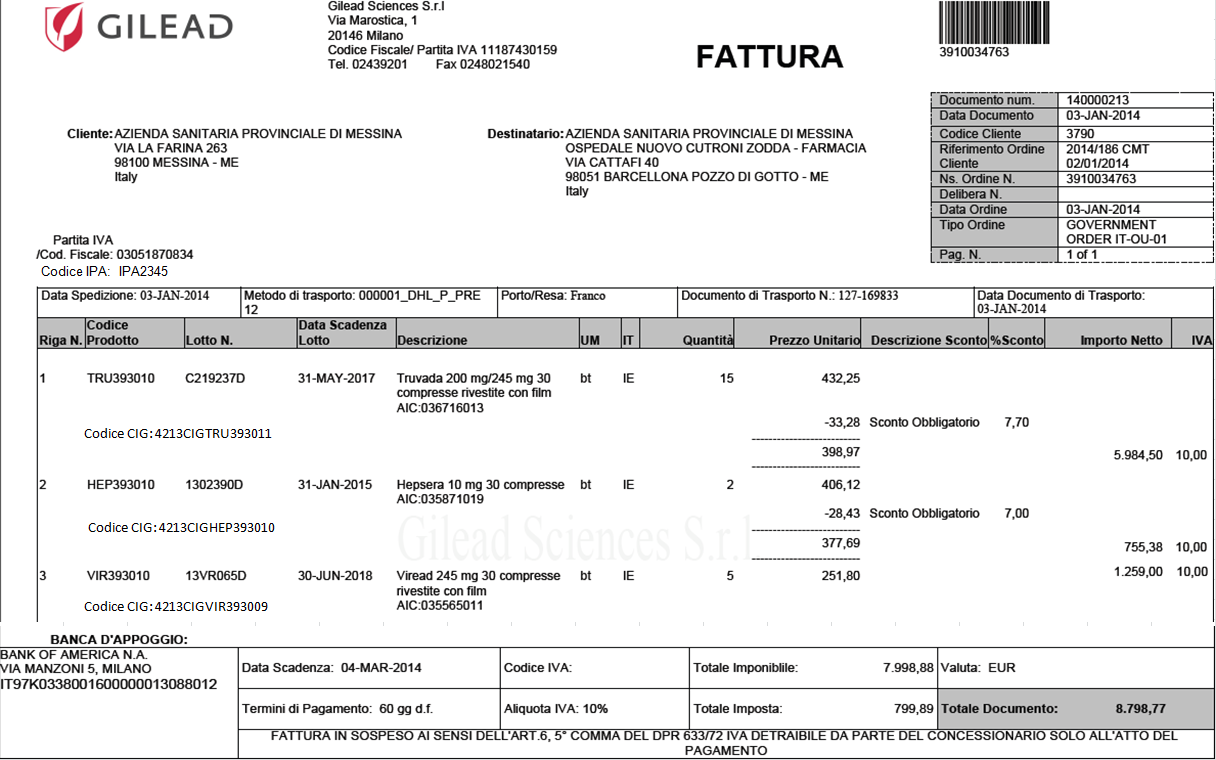 GILEAD
Gilead Sciences S.r.l
Via Marostica, 1
20146 Milano
Codice Fiscale/ Partita IVA 11187430159
Tel. 02439201 Fax 0248021540
FATTURA
3910034763
Documento num. 140000213
Data Documento 03-JAN-2014
Codice Cliente 3790
Riferimento Ordine 2014/186 CMT
Cliente 02/01/2014
Ns. Ordine N. 3910034763
Delibera N.
Data Ordine 03-JAN-2014
Tipo Ordine GOVERNMENT
ORDER IT-OU-01
Pag. N. 1 of 1
Cliente: AZIENDA SANITARIA PROVINCIALE DI MESSINA
VIA LA FARINA 263
98100 MESSINA - ME
Italy
Destinatario: AZIENDA SANITARIA PROVINCIALE DI MESSINA
OSPEDALE NUOVO CUTRONI ZODDA - FARMACIA
VIA CATTAFI 40
98051 BARCELLONA POZZO DI GOTTO - ME
Italy
Partita IVA
/Cod. Fiscale: 03051870834
Codice IPA: IPA2345
Data Spedizione: 03-JAN-2014 Metodo di trasporto: 000001_DHL_P_PRE Porto/Resa: Franco Documento di Trasporto N.: 127-169833 Data Documento di Trasporto:
12 03-JAN-2014
Codice Data Scadenza
Riga N. Prodotto Lotto N. Lotto Descrizione UM IT Quantità Prezzo Unitario Descrizione Sconto %Sconto Importo Netto IVA
1 TRU393010 C219237D 31-MAY-2017 Truvada 200 mg/245 mg 30 bt IE 15 432,25
compresse rivestite con film
AIC:036716013
-33,28 Sconto Obbligatorio 7,70
Codice CIG: 4213CIGTRU393011
---------------------------
398,97 5.984,50 10,00
---------------------------
2 HEP393010 1302390D 31-JAN-2015 Hepsera 10 mg 30 compresse bt IE 2 406,12
AIC:035871019
-28,43 Sconto Obbligatorio 7,00
Codice CIG: 4213CIGHEP393010
---------------------------
Gilead Sciences S.r.l
377,69 755,38 10,00
---------------------------
3 VIR393010 13VR065D 30-JUN-2018 Viread 245 mg 30 compresse bt IE 5 251,80 1.259,00 10,00
rivestite con film
AIC:035565011
Codice CIG: 4213CIGVIR393009
BANCA D'APPOGGIO:
BANK OF AMERICA N.A.
VIA MANZONI 5, MILANO
IT97K0338001600000013088012
Data Scadenza: 04-MAR-2014 Codice IVA: Totale Imponiblile: 7.998,88 Valuta: EUR
Termini di Pagamento: 60 gg d.f. Aliquota IVA: 10% Totale Imposta: 799,89 Totale Documento: 8.798,77
FATTURA IN SOSPESO AI SENSI DELL'ART.6, 5° COMMA DEL DPR 633/72 IVA DETRAIBILE DA PARTE DEL CONCESSIONARIO SOLO ALL'ATTO DEL
PAGAMENTO